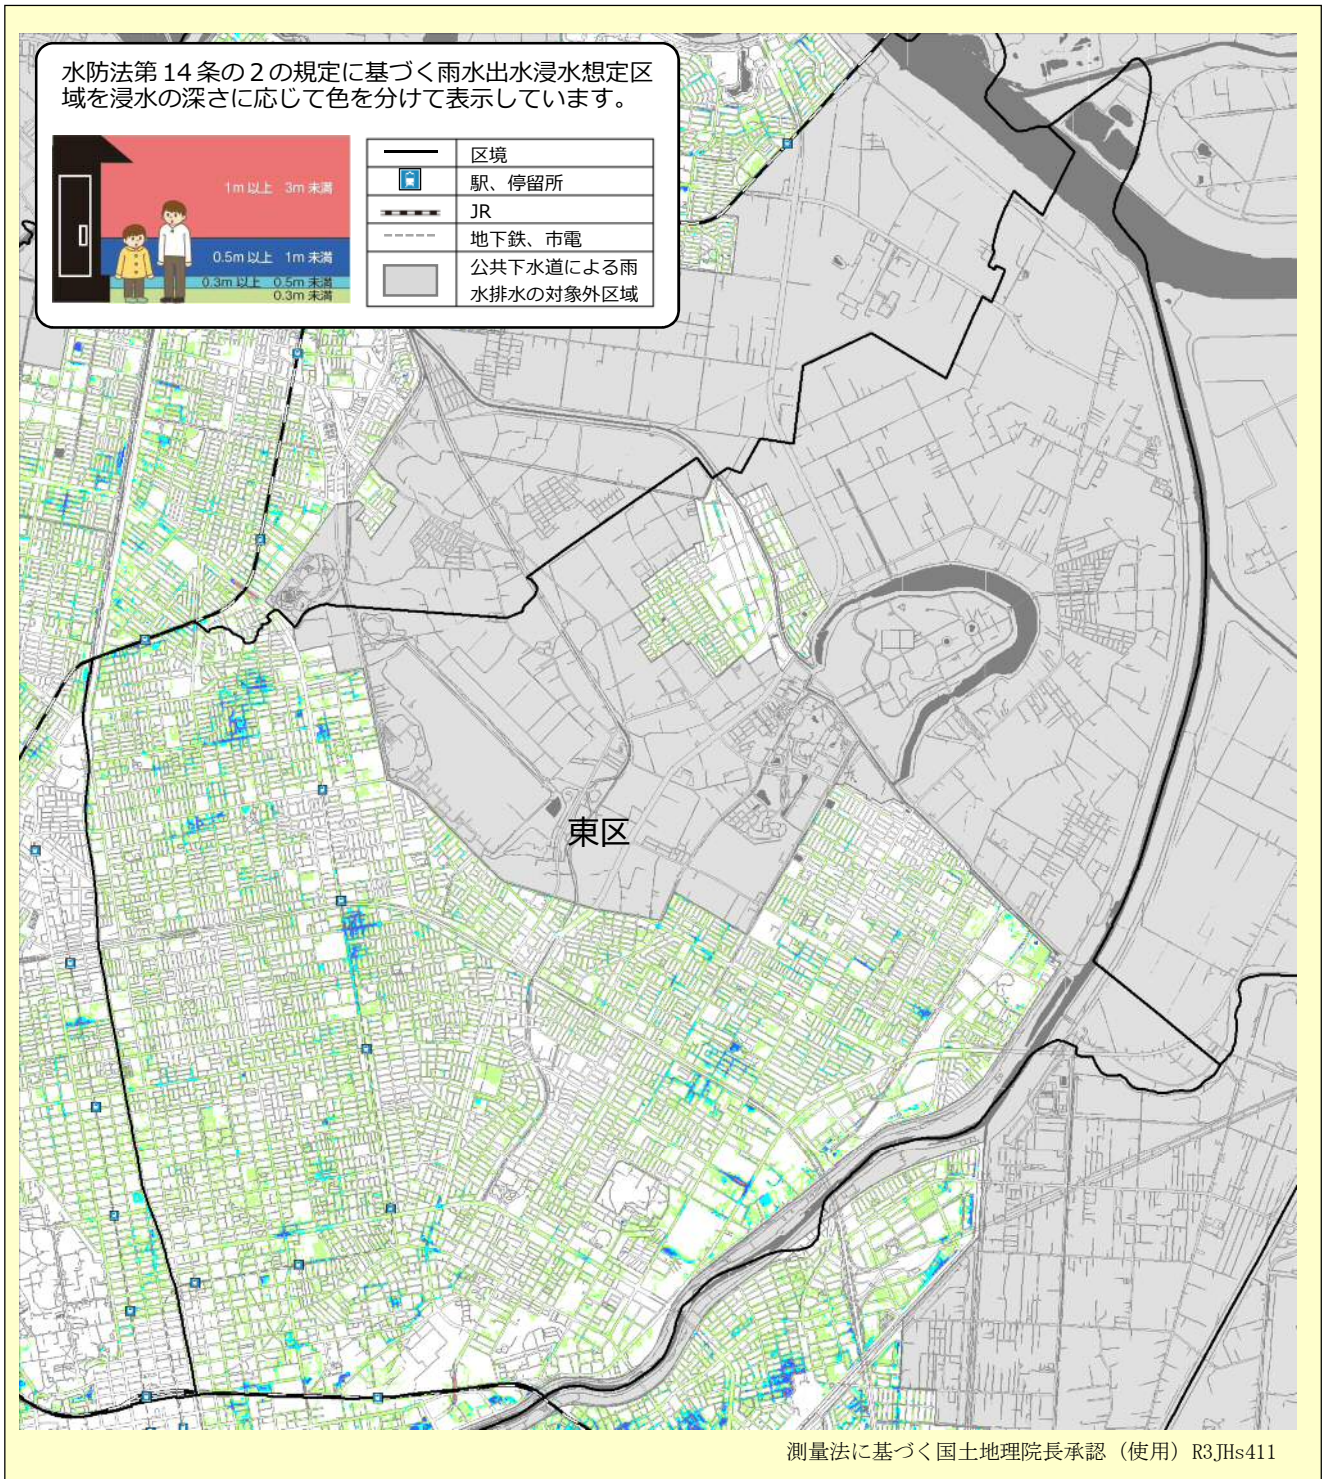 水防法第14条の2の規定に基づく雨水出水浸水想定区
域を浸水の深さに応じて色を分けて表示しています。
1m以上 3m未満
0.5m以上 1m未満
0.3m以上 0.5m未満
0.3m未満
区境
駅、停留所
JR
地下鉄、市電
公共下水道による雨
水排水の対象外区域
東区
測量法に基づく国土地理院長承認（使用）R3JHs411